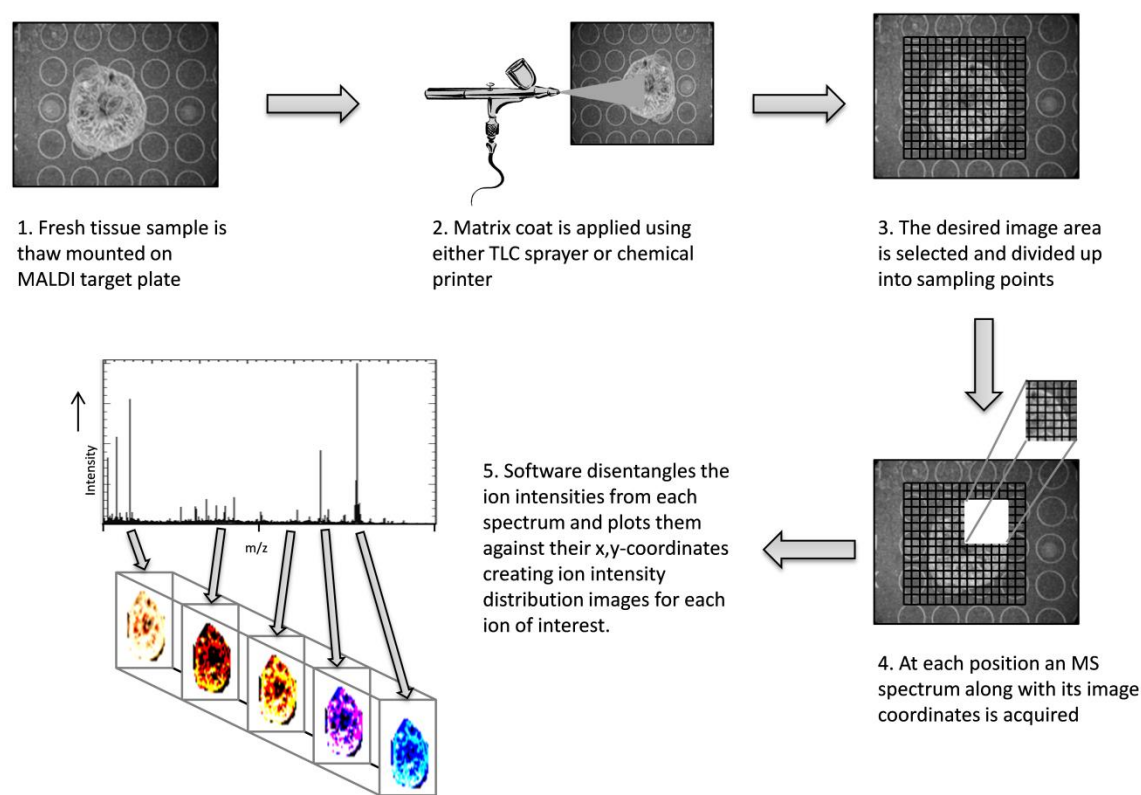 1. Fresh tissue sample is
thaw mounted on
MALDI target plate
2. Matrix coat is applied using
either TLC sprayer or chemical
printer
3. The desired image area
is selected and divided up
into sampling points
Intensity
m/z
5. Software disentangles the
ion intensities from each
spectrum and plots them
against their x,y-coordinates
creating ion intensity
distribution images for each
ion of interest.
4. At each position an MS
spectrum along with its image
coordinates is acquired